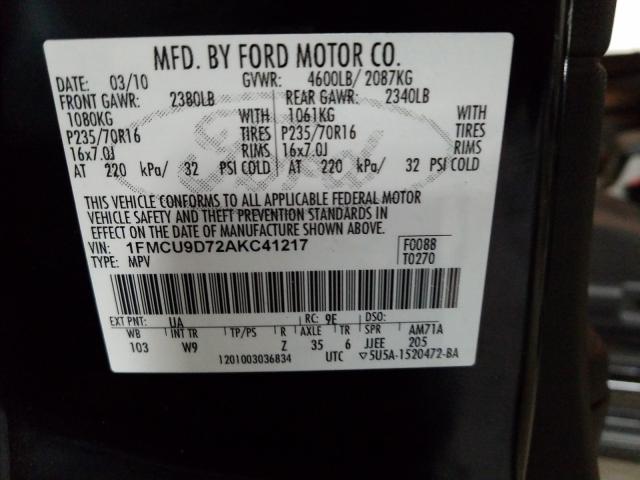 MFD. BY FORD MOTOR CO.
DATE: 03/10 GVWR: 4600LB/ 2087KG
FRONT GAWR: 2380LB REAR GAWR: 2340LB
1080KG WITH 1061KG WITH
P235/70R16 TIRES P235/70R16 TIRES
16x7.0J RIMS 16x7.0J RIMS
AT 220 kPa/ 32 PSI COLD AT 220 kPa/ 32 PSI COLD
Ford
THIS VEHICLE CONFORMS TO ALL APPLICABLE FEDERAL MOTOR
VEHICLE SAFETY AND THEFT PREVENTION STANDARDS IN
EFFECT ON THE DATE OF MANUFACTURE SHOWN ABOVE.
VIN: 1FMCU9D72AKC41217 F0088
TYPE: MPV T0270
EXT PNT: UA RC: 9E DSO:
WB INT TR TP/PS R AXLE TR SPR AM71A
103 W9 Z 35 6 JJEE 205
1201003036834 UTC ▽5U5A-1520472-BA